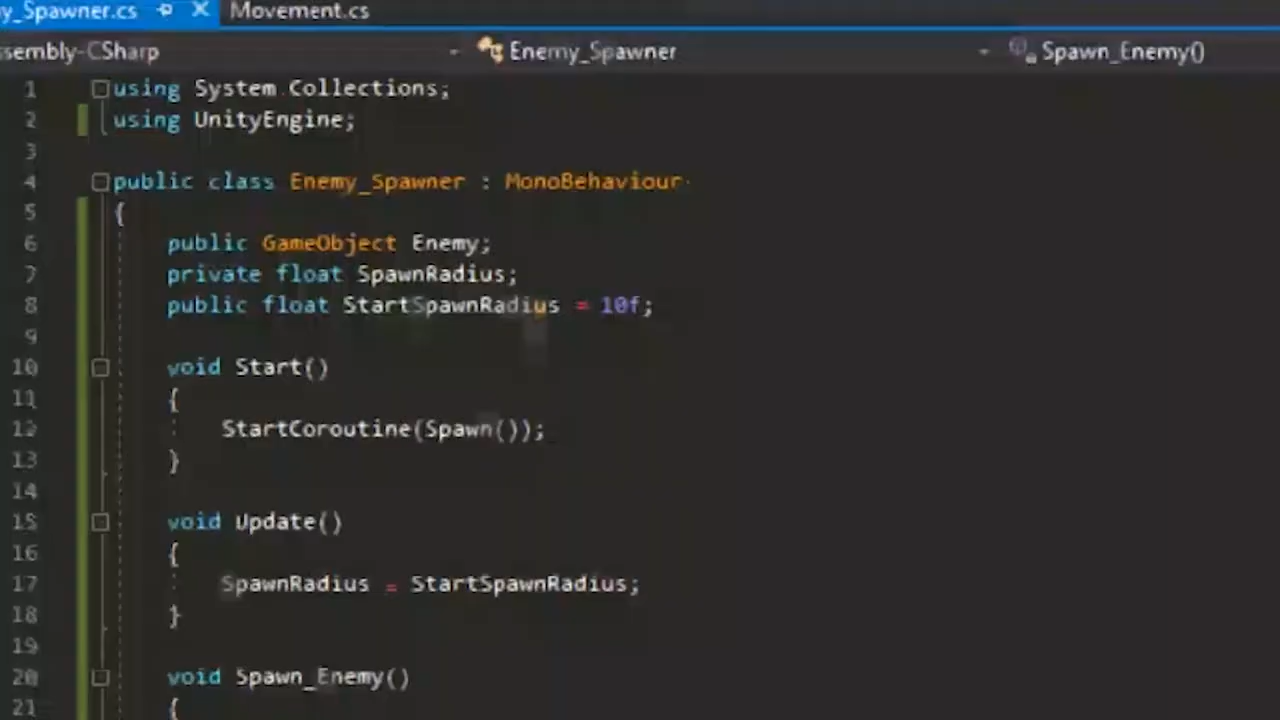 y_Spawner.cs Movement.cs
ssembly-CSharp Enemy_Spawner Spawn_Enemy()
1 using System.Collections;
2 using UnityEngine;
3
4 public class Enemy_Spawner : MonoBehaviour
5 {
6 public GameObject Enemy;
7 private float SpawnRadius;
8 public float StartSpawnRadius = 10f;
9
10 void Start()
11 {
12 StartCoroutine(Spawn());
13 }
14
15 void Update()
16 {
17 SpawnRadius = StartSpawnRadius;
18 }
19
20 void Spawn_Enemy()
21 {